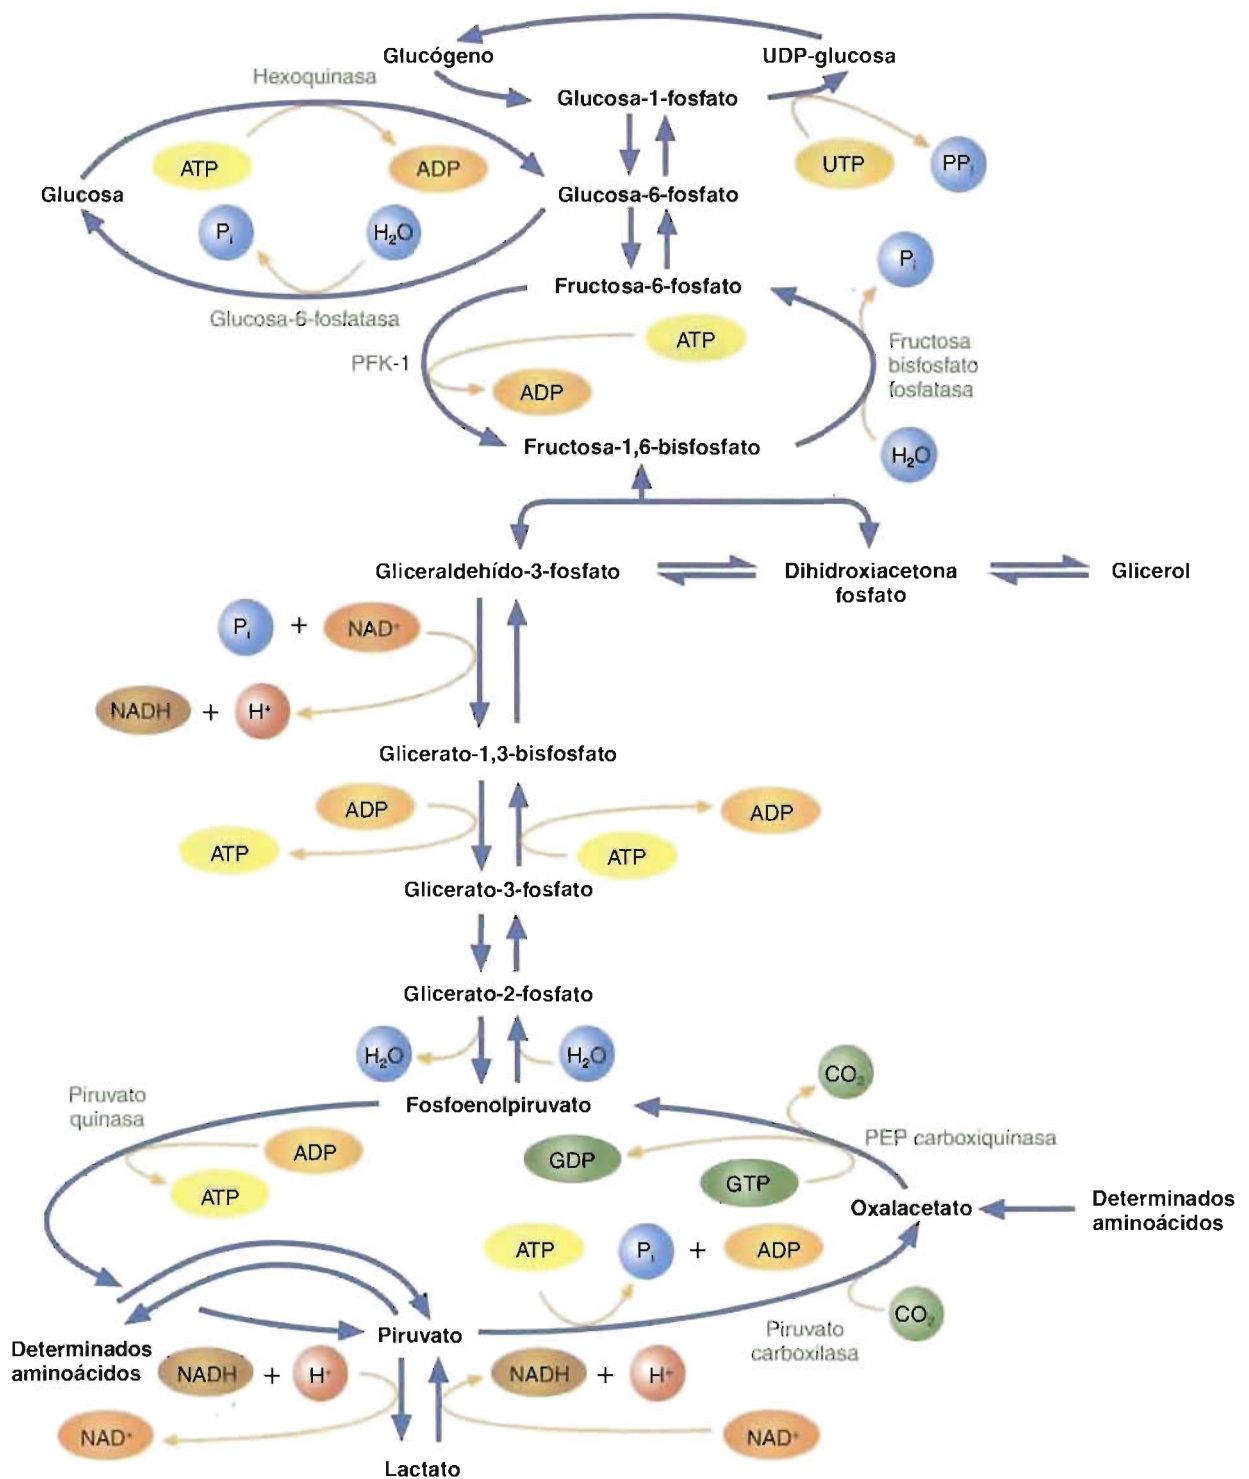 Glucógeno
UDP-glucosa
Hexoquinasa
Glucosa-1-fosfato
ATP
ADP
UTP
PPi
Glucosa
Glucosa-6-fosfato
Pi
H₂O
Pi
Fructosa-6-fosfato
Glucosa-6-fosfatasa
ATP
PFK-1
Fructosa
bisfosfato
fosfatasa
ADP
Fructosa-1,6-bisfosfato
H₂O
Gliceraldehído-3-fosfato
Dihidroxiacetona
fosfato
Glicerol
Pi + NAD⁺
NADH + H⁺
Glicerato-1,3-bisfosfato
ADP
ADP
ATP
ATP
Glicerato-3-fosfato
Glicerato-2-fosfato
H₂O
H₂O
CO₂
Piruvato
quinasa
Fosfoenolpiruvato
PEP carboxiquinasa
ADP
GDP
ATP
GTP
Oxalacetato
Determinados
aminoácidos
ATP
Pi + ADP
CO₂
Piruvato
Piruvato
carboxilasa
Determinados
aminoácidos
NADH + H⁺
NADH + H⁺
NAD⁺
NAD⁺
Lactato